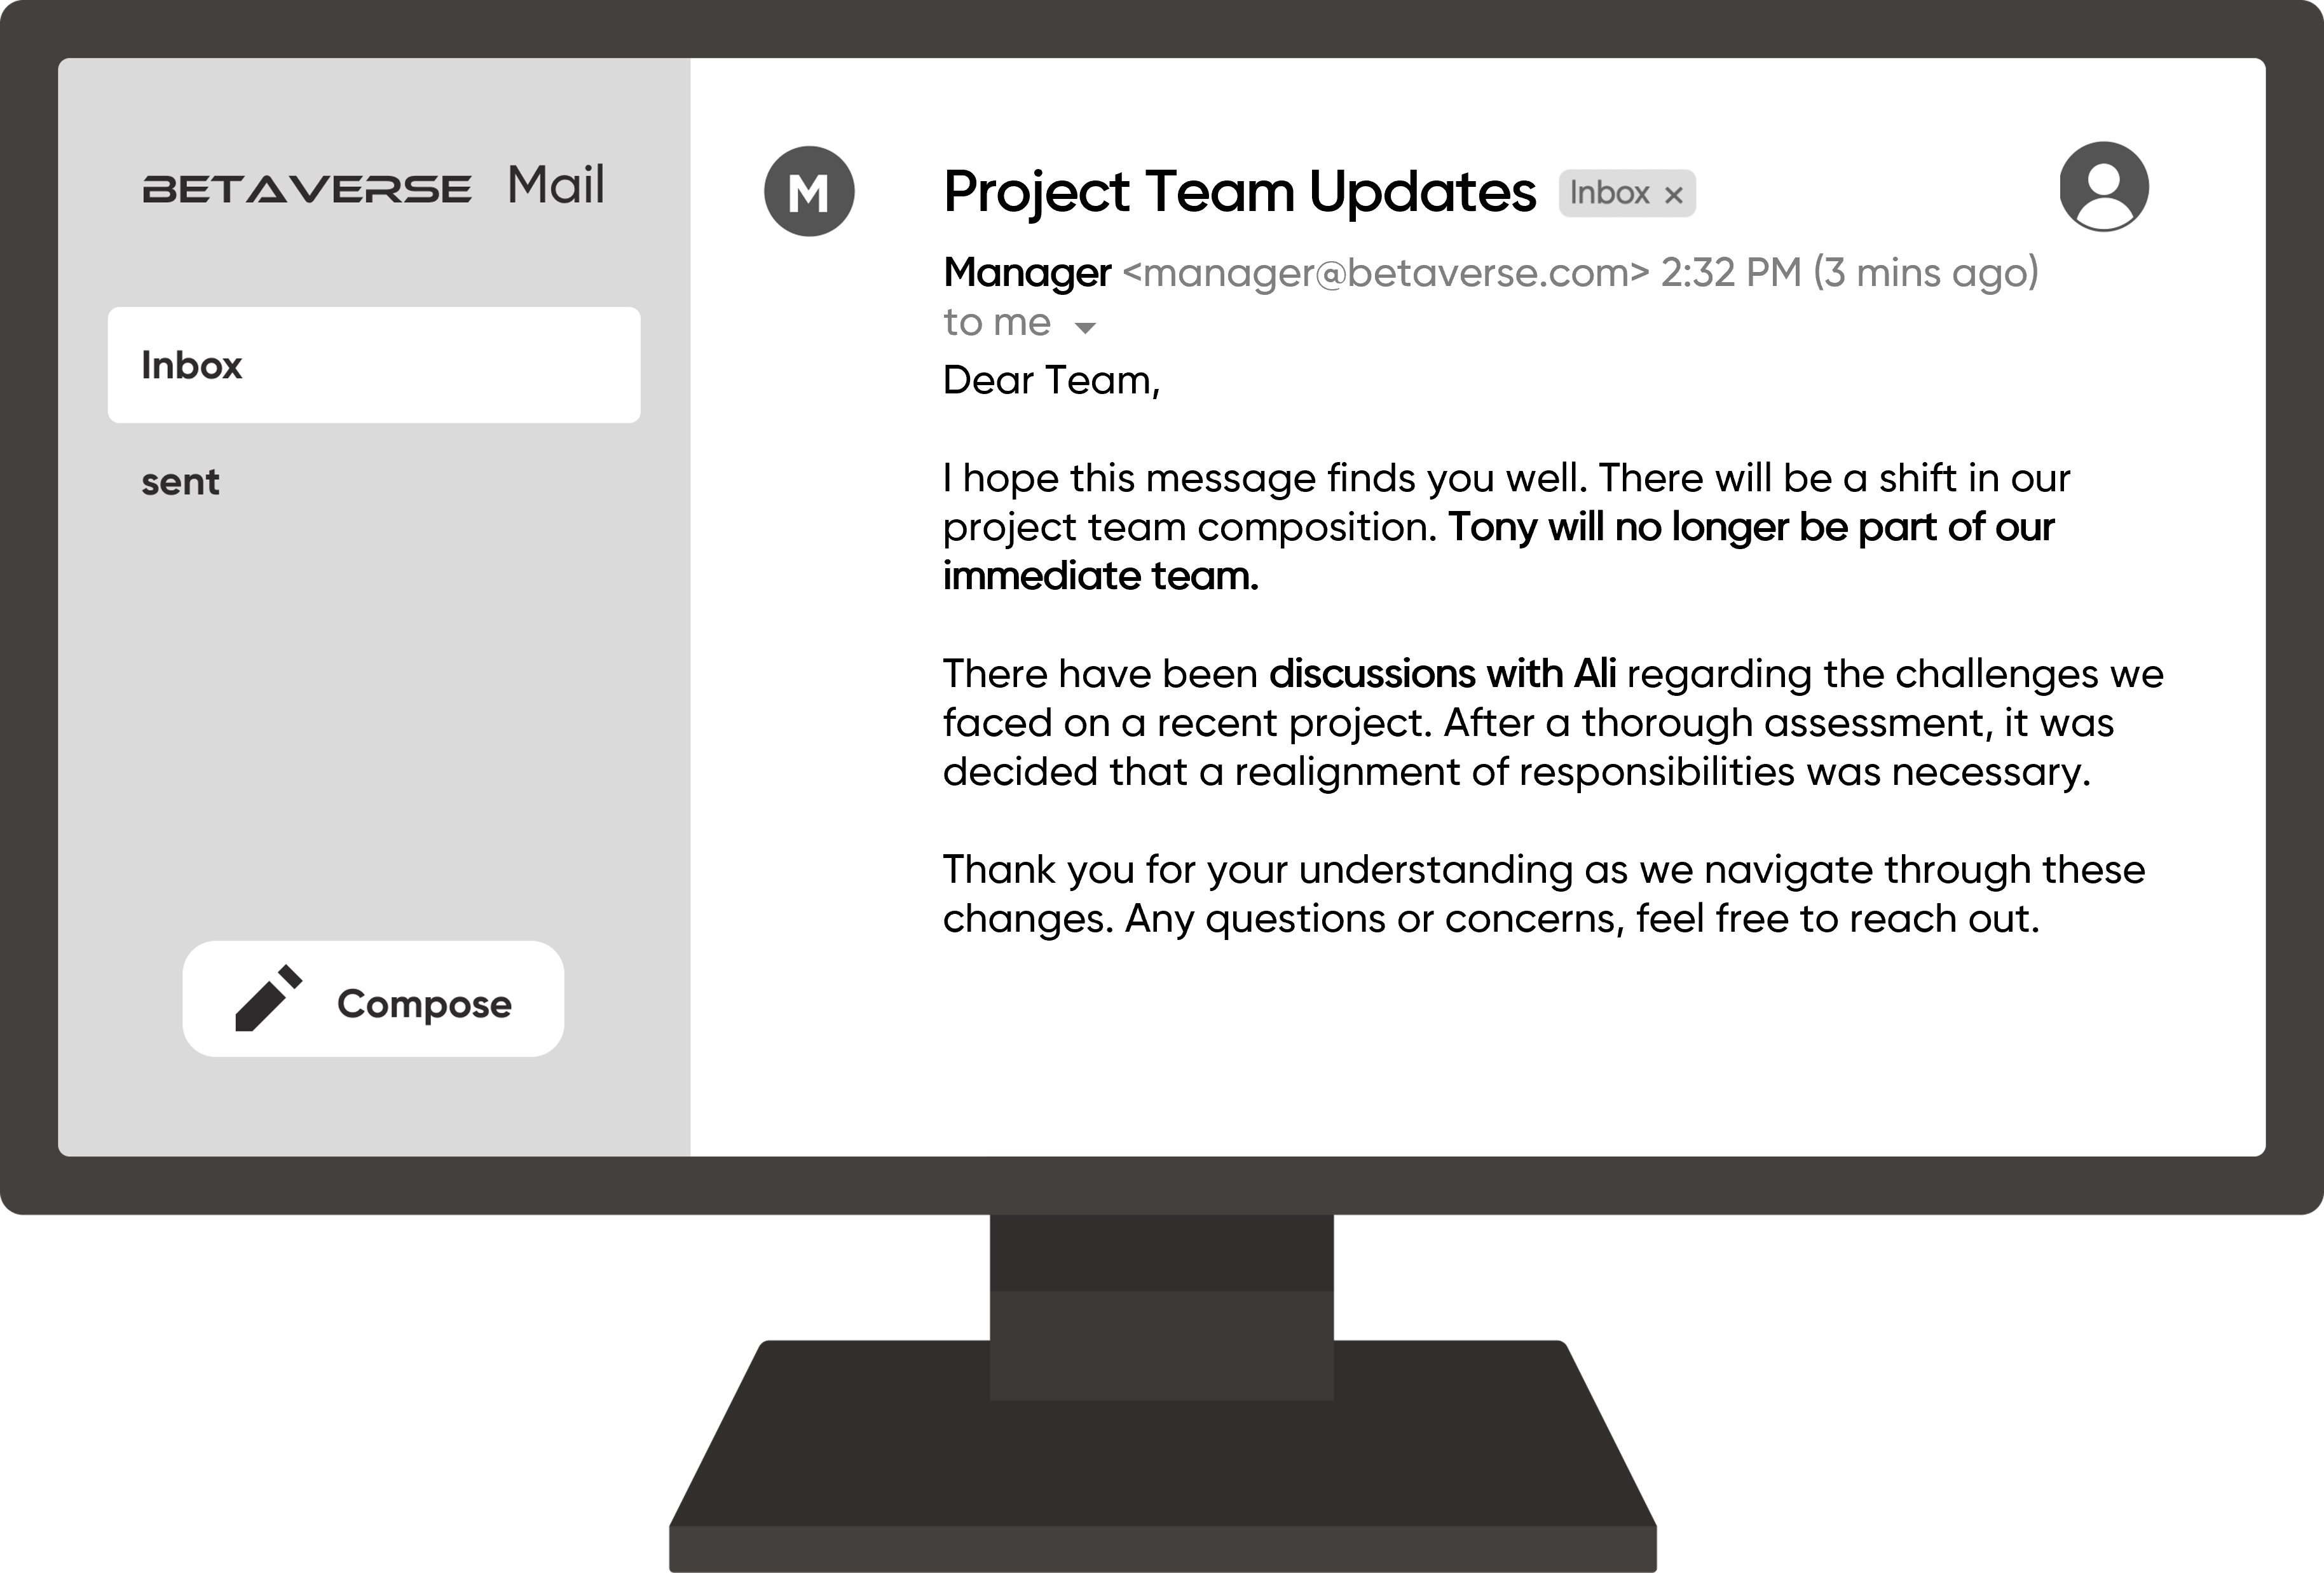 BETAVERSE Mail
Inbox
sent
Compose
M
Project Team Updates Inbox ×
Manager <manager@betaverse.com> 2:32 PM (3 mins ago)
to me
Dear Team,
I hope this message finds you well. There will be a shift in our
project team composition. Tony will no longer be part of our
immediate team.
There have been discussions with Ali regarding the challenges we
faced on a recent project. After a thorough assessment, it was
decided that a realignment of responsibilities was necessary.
Thank you for your understanding as we navigate through these
changes. Any questions or concerns, feel free to reach out.